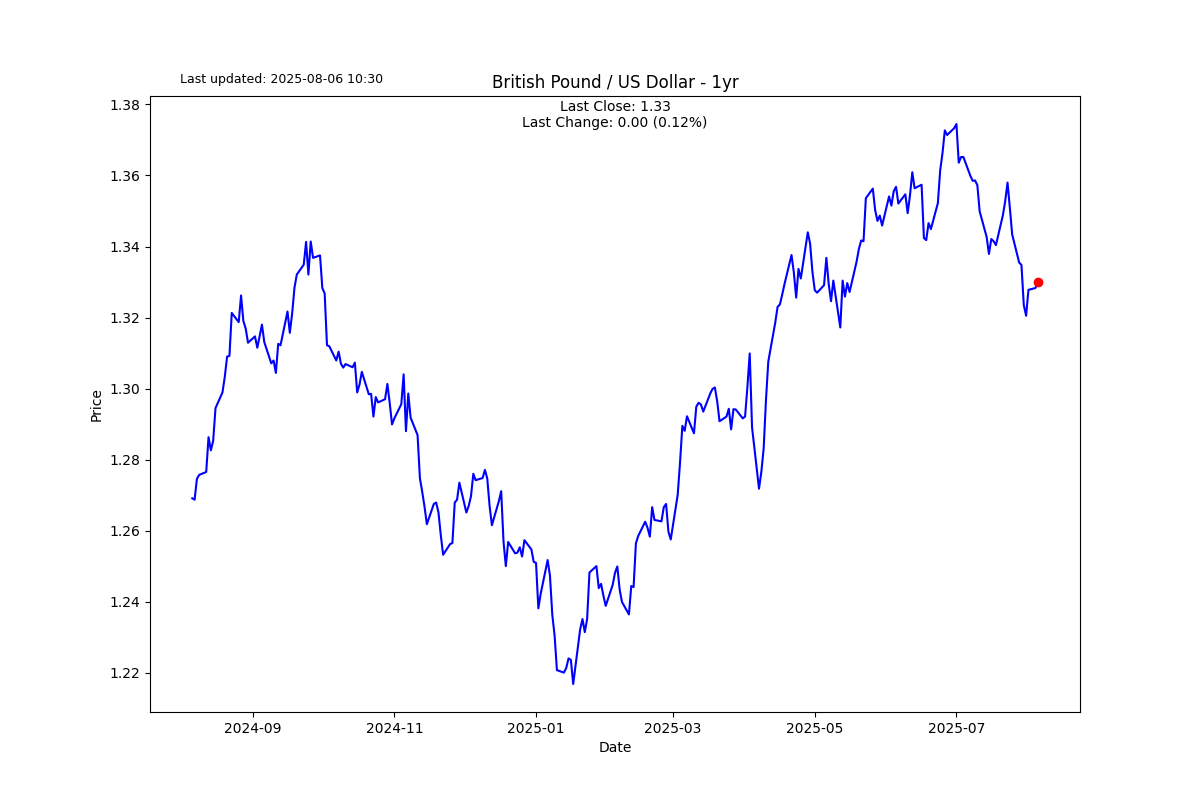 Last updated: 2025-08-06 10:30
British Pound / US Dollar - 1yr
Last Close: 1.33
Last Change: 0.00 (0.12%)
Price
1.38
1.36
1.34
1.32
1.30
1.28
1.26
1.24
1.22
2024-09 2024-11 2025-01 2025-03 2025-05 2025-07
Date